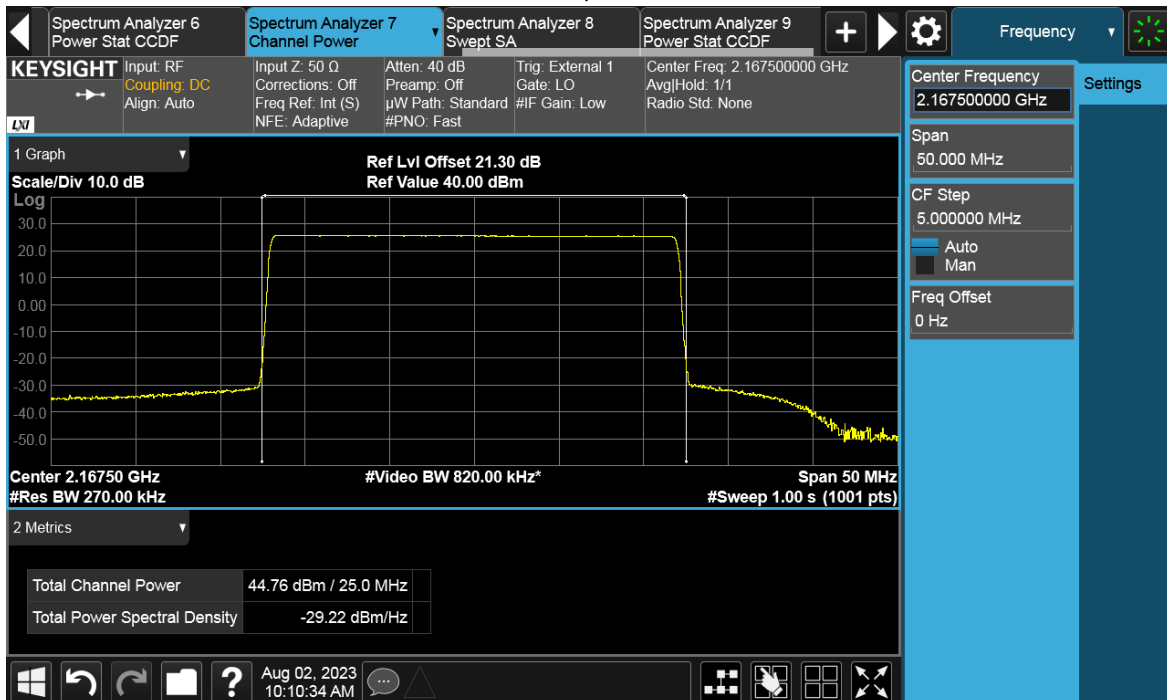 Spectrum Analyzer 6
Power Stat CCDF
Spectrum Analyzer 7
Channel Power
Spectrum Analyzer 8
Swept SA
Spectrum Analyzer 9
Power Stat CCDF
+
Frequency
KEYSIGHT
LXI
Input: RF
Coupling: DC
Align: Auto
Input Z: 50 Ω
Corrections: Off
Freq Ref: Int (S)
NFE: Adaptive
Atten: 40 dB
Preamp: Off
µW Path: Standard
#PNO: Fast
Trig: External 1
Gate: LO
#IF Gain: Low
Center Freq: 2.167500000 GHz
Avg|Hold: 1/1
Radio Std: None
Center Frequency
2.167500000 GHz
Settings
Span
50.000 MHz
CF Step
5.000000 MHz
Auto
Man
Freq Offset
0 Hz
1 Graph
Scale/Div 10.0 dB
Ref Lvl Offset 21.30 dB
Ref Value 40.00 dBm
Log
30.0
20.0
10.0
0.00
-10.0
-20.0
-30.0
-40.0
-50.0
Center 2.16750 GHz
#Video BW 820.00 kHz*
Span 50 MHz
#Res BW 270.00 kHz
#Sweep 1.00 s (1001 pts)
2 Metrics
Total Channel Power 44.76 dBm / 25.0 MHz
Total Power Spectral Density -29.22 dBm/Hz
?
Aug 02, 2023
10:10:34 AM